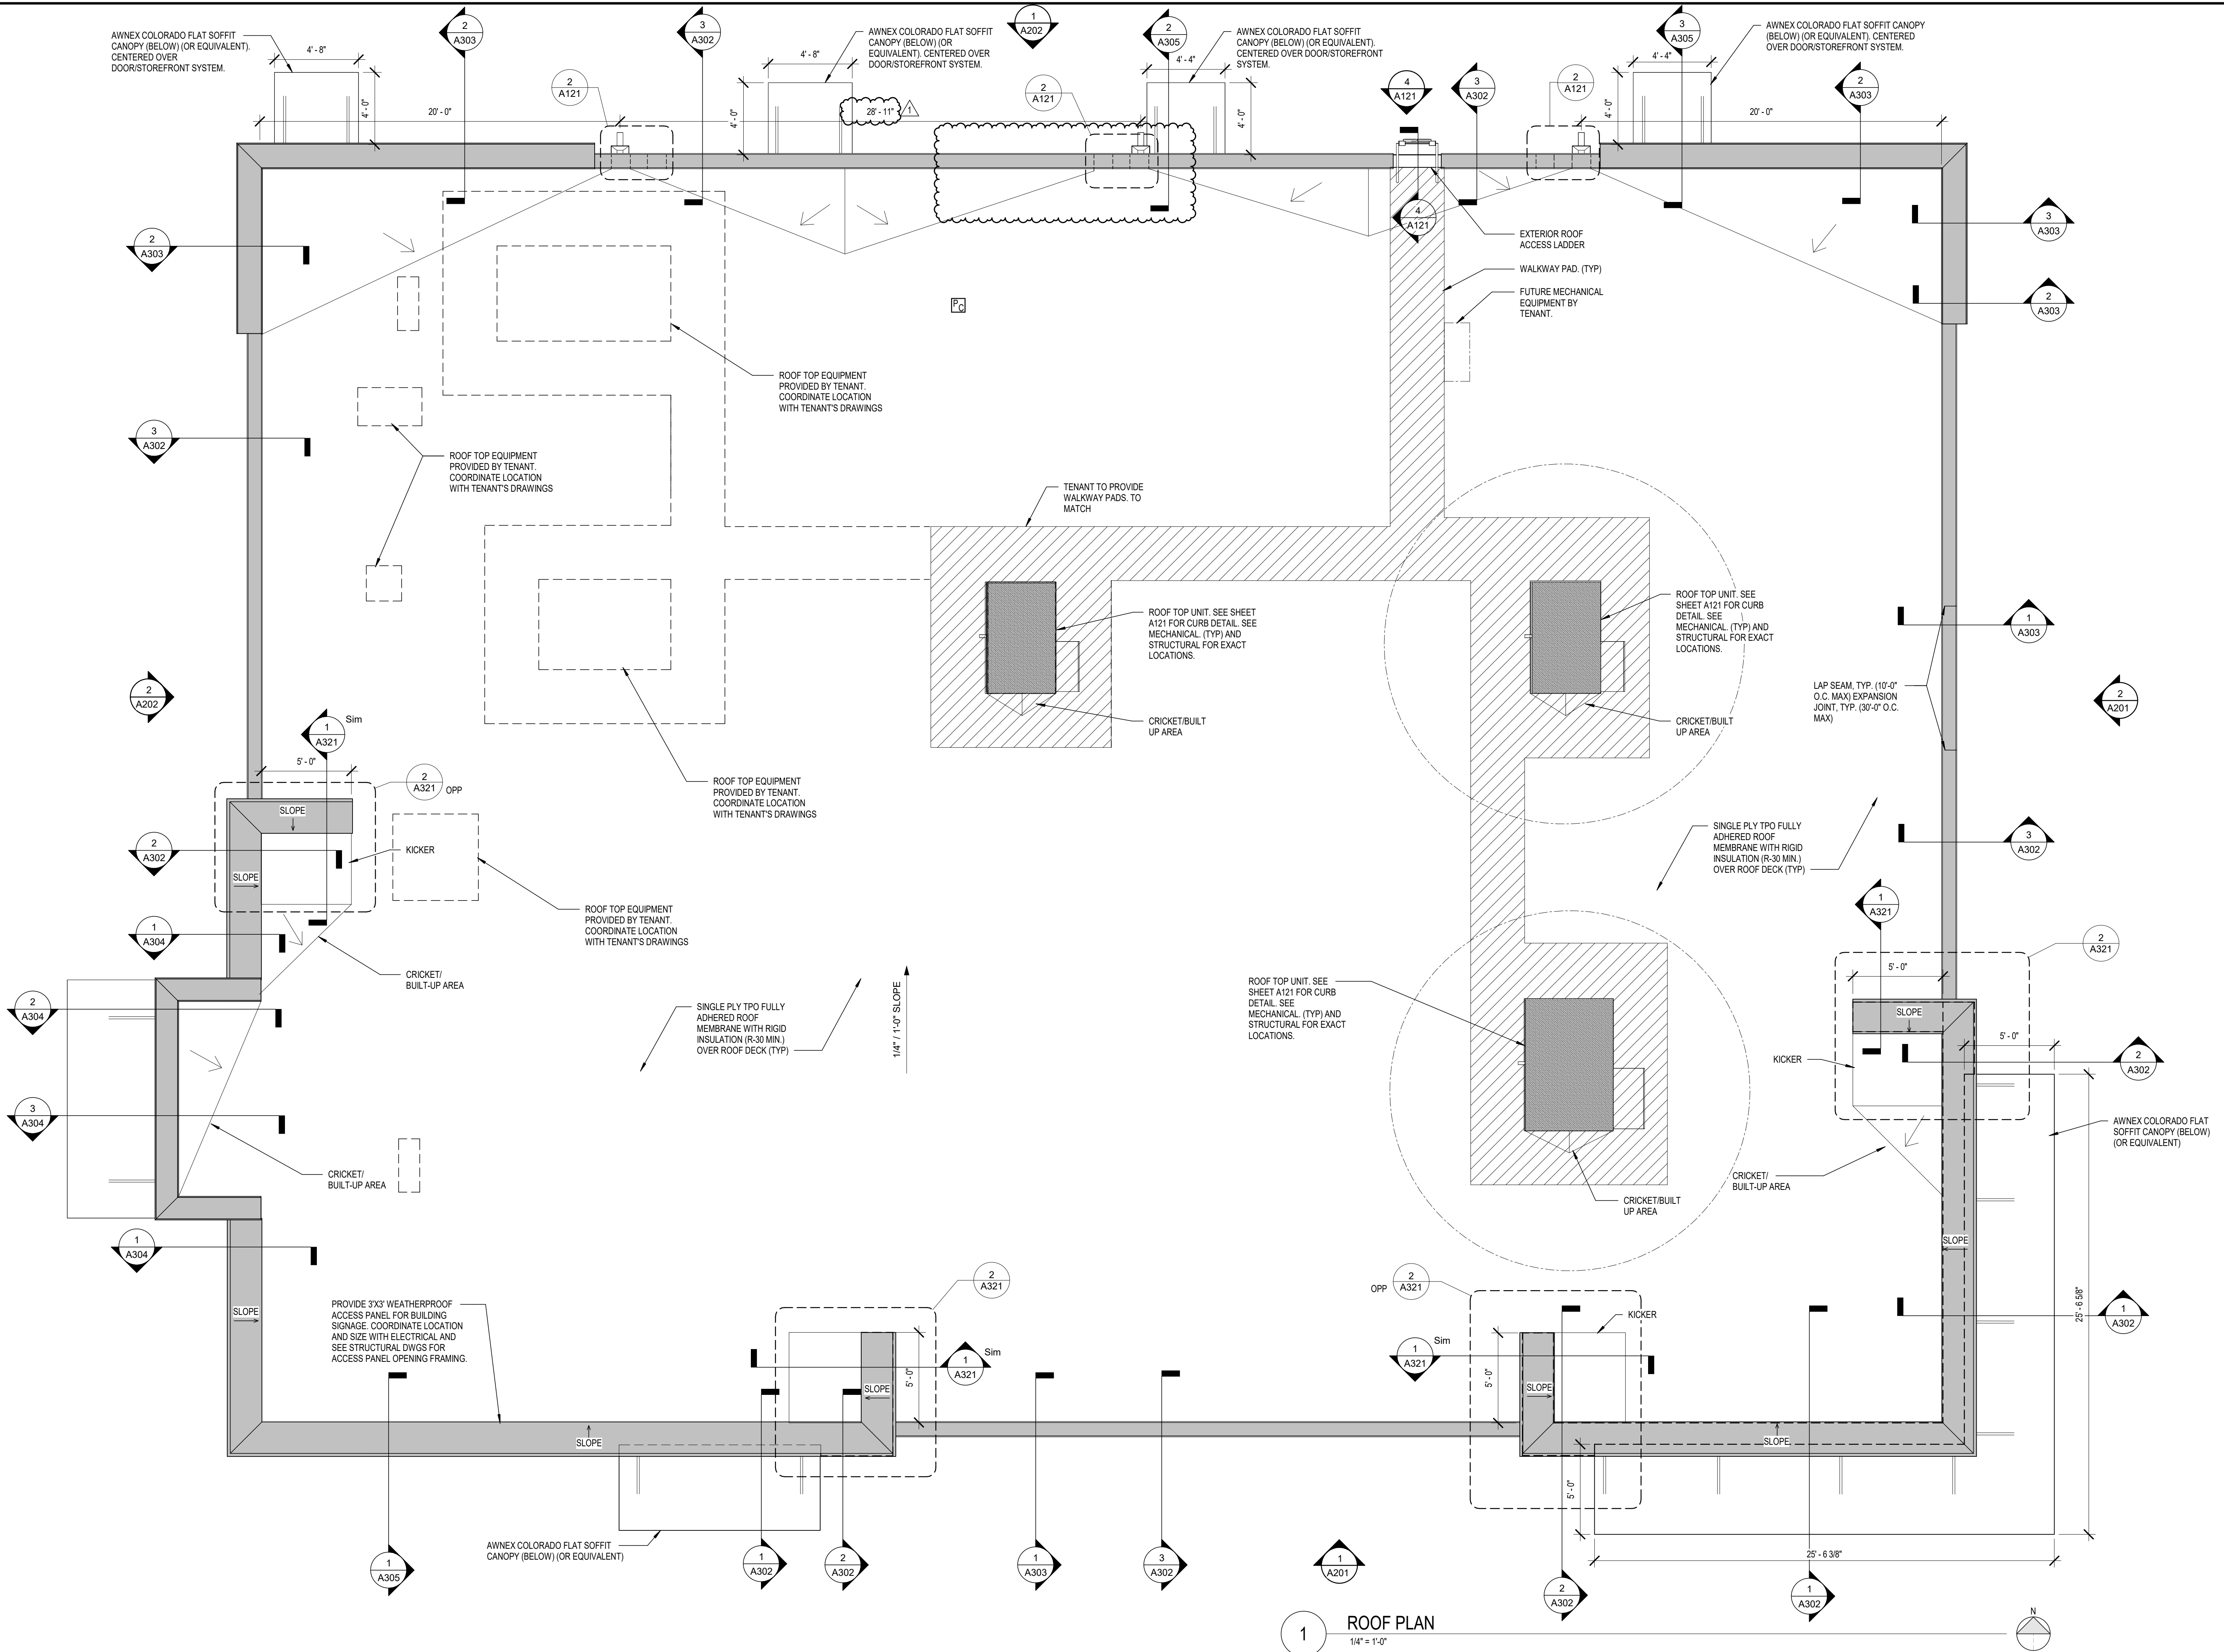 AWNEX COLORADO FLAT SOFFIT
CANOPY (BELOW) (OR EQUIVALENT).
CENTERED OVER
DOOR/STOREFRONT SYSTEM.
4' - 8"
4' - 0"
2
A303
3
A302
4' - 8"
AWNEX COLORADO FLAT SOFFIT
CANOPY (BELOW) (OR
EQUIVALENT). CENTERED OVER
DOOR/STOREFRONT SYSTEM.
1
A202
2
A305
AWNEX COLORADO FLAT SOFFIT
CANOPY (BELOW) (OR EQUIVALENT).
CENTERED OVER DOOR/STOREFRONT
SYSTEM.
4' - 4"
3
A305
AWNEX COLORADO FLAT SOFFIT CANOPY
(BELOW) (OR EQUIVALENT). CENTERED
OVER DOOR/STOREFRONT SYSTEM.
4' - 4"
20' - 0"
2
A121
4' - 0"
28' - 11"
1
2
A121
4' - 0"
4
A121
3
A302
2
A121
4' - 0"
2
A303
20' - 0"
2
A303
4
A121
EXTERIOR ROOF
ACCESS LADDER
WALKWAY PAD. (TYP)
FUTURE MECHANICAL
EQUIPMENT BY
TENANT.
3
A303
2
A303
PC
ROOF TOP EQUIPMENT
PROVIDED BY TENANT.
COORDINATE LOCATION
WITH TENANT'S DRAWINGS
3
A302
ROOF TOP EQUIPMENT
PROVIDED BY TENANT.
COORDINATE LOCATION
WITH TENANT'S DRAWINGS
TENANT TO PROVIDE
WALKWAY PADS. TO
MATCH
ROOF TOP UNIT. SEE SHEET
A121 FOR CURB DETAIL. SEE
MECHANICAL. (TYP) AND
STRUCTURAL FOR EXACT
LOCATIONS.
ROOF TOP UNIT. SEE
SHEET A121 FOR CURB
DETAIL. SEE
MECHANICAL. (TYP) AND
STRUCTURAL FOR EXACT
LOCATIONS.
1
A303
LAP SEAM, TYP. (10'-0"
O.C. MAX) EXPANSION
JOINT, TYP. (30'-0" O.C.
MAX)
2
A201
2
A202
1
A321
Sim
CRICKET/BUILT
UP AREA
CRICKET/BUILT
UP AREA
5' - 0"
2
A321
OPP
ROOF TOP EQUIPMENT
PROVIDED BY TENANT.
COORDINATE LOCATION
WITH TENANT'S DRAWINGS
SLOPE
2
A302
KICKER
SLOPE
SINGLE PLY TPO FULLY
ADHERED ROOF
MEMBRANE WITH RIGID
INSULATION (R-30 MIN.)
OVER ROOF DECK (TYP)
3
A302
1
A321
ROOF TOP EQUIPMENT
PROVIDED BY TENANT.
COORDINATE LOCATION
WITH TENANT'S DRAWINGS
1
A304
2
A321
CRICKET/
BUILT-UP AREA
5' - 0"
2
A304
SINGLE PLY TPO FULLY
ADHERED ROOF
MEMBRANE WITH RIGID
INSULATION (R-30 MIN.)
OVER ROOF DECK (TYP)
1/4" / 1'-0" SLOPE
ROOF TOP UNIT. SEE
SHEET A121 FOR CURB
DETAIL. SEE
MECHANICAL. (TYP) AND
STRUCTURAL FOR EXACT
LOCATIONS.
SLOPE
5' - 0"
KICKER
2
A302
3
A304
AWNEX COLORADO FLAT
SOFFIT CANOPY (BELOW)
(OR EQUIVALENT)
CRICKET/
BUILT-UP AREA
CRICKET/
BUILT-UP AREA
CRICKET/BUILT
UP AREA
1
A304
SLOPE
SLOPE
PROVIDE 3'X3' WEATHERPROOF
ACCESS PANEL FOR BUILDING
SIGNAGE. COORDINATE LOCATION
AND SIZE WITH ELECTRICAL AND
SEE STRUCTURAL DWGS FOR
ACCESS PANEL OPENING FRAMING.
2
A321
OPP
2
A321
KICKER
1
A302
25' - 6 5/8"
1
A321
Sim
1
A321
Sim
SLOPE
5' - 0"
5' - 0"
SLOPE
SLOPE
SLOPE
5' - 0"
AWNEX COLORADO FLAT SOFFIT
CANOPY (BELOW) (OR EQUIVALENT)
1
A305
1
A302
2
A302
1
A303
3
A302
1
A201
2
A302
25' - 6 3/8"
1
A302
1
ROOF PLAN
1/4" = 1'-0"
N